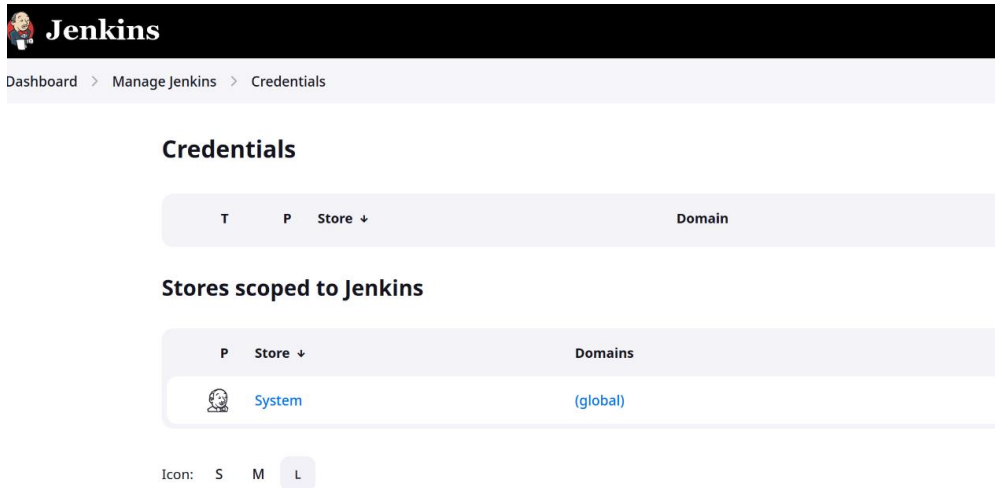 Jenkins
Dashboard > Manage Jenkins > Credentials
Credentials
T P Store ↓ Domain
Stores scoped to Jenkins
P Store ↓ Domains
System (global)
Icon: S M L